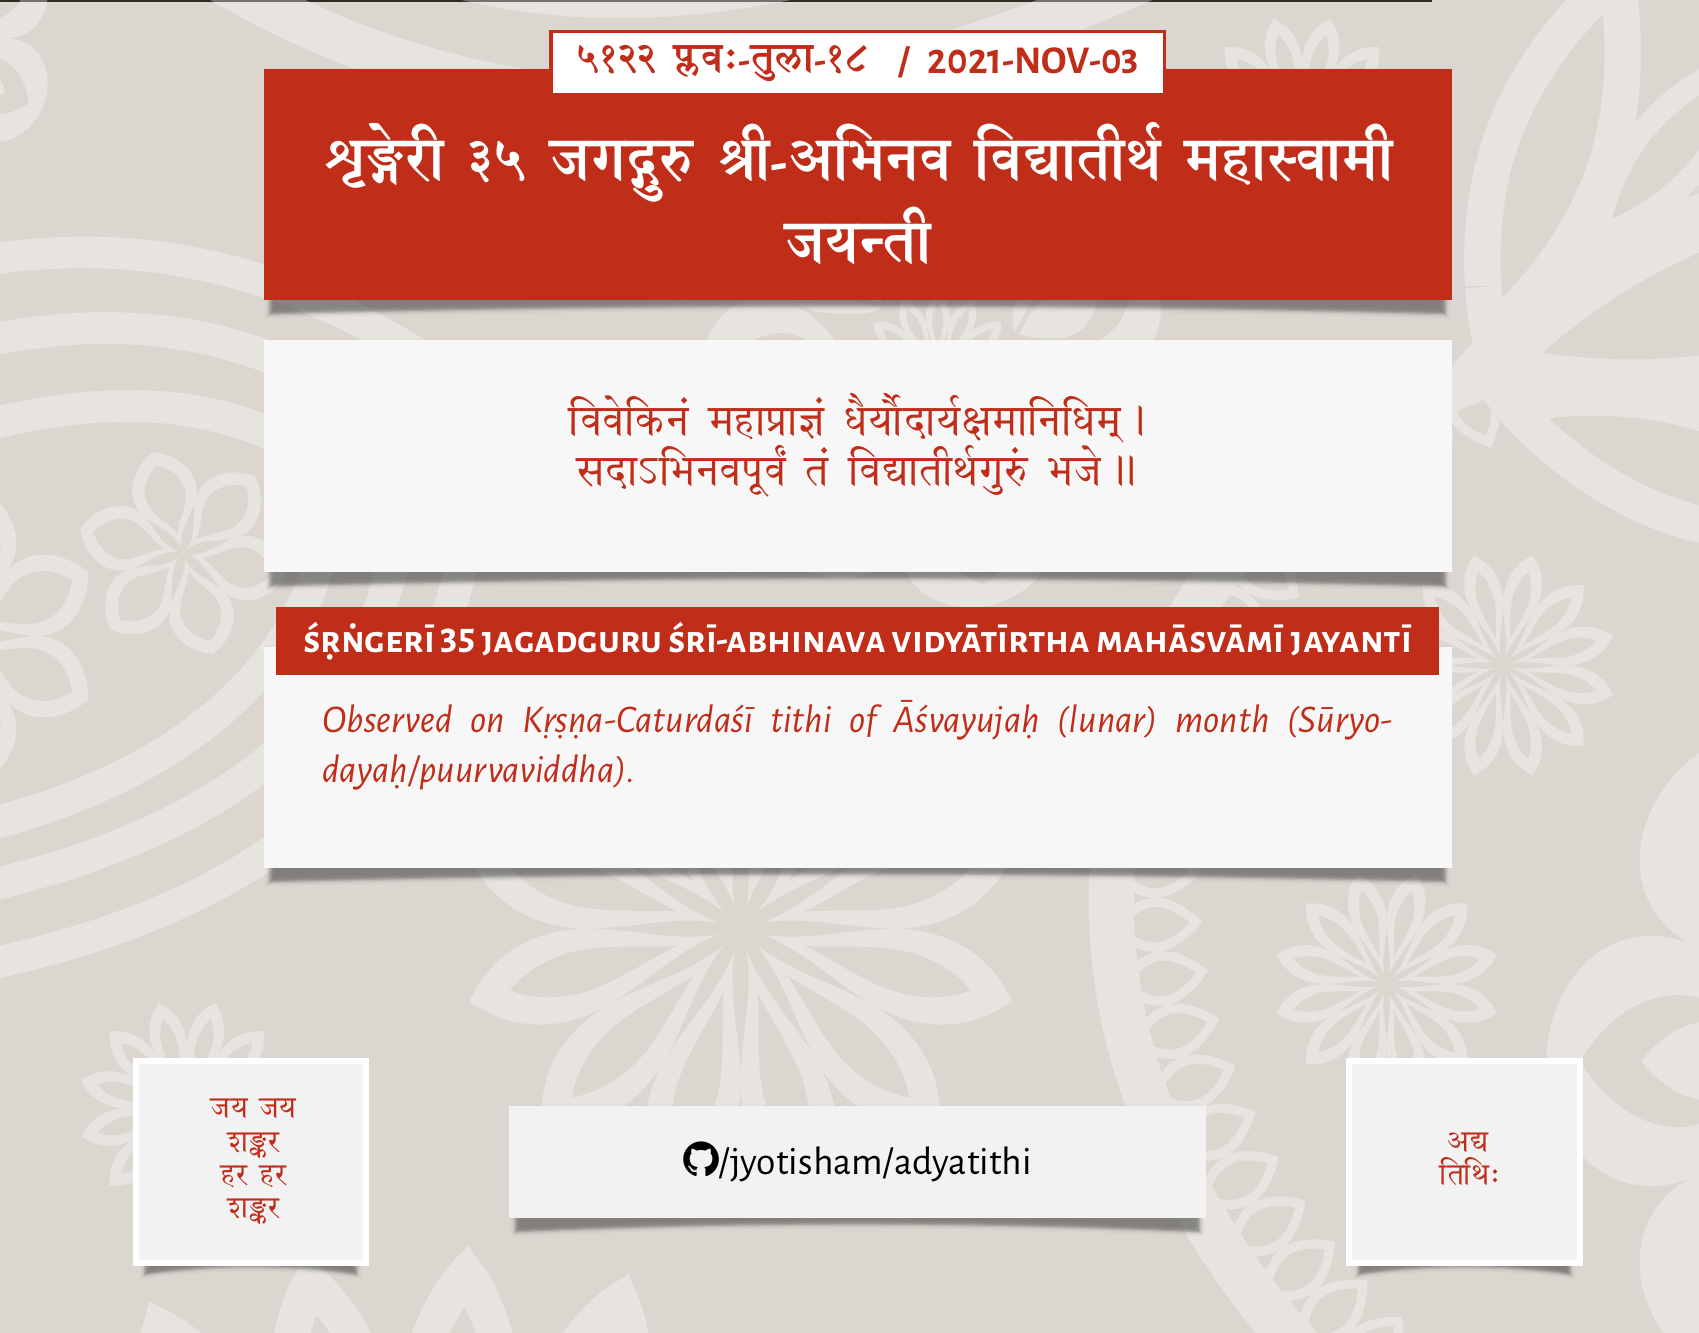 ५१२२ प्लवः-तुला-१८ / 2021-NOV-03
शृङ्गेरी ३५ जगद्गुरु श्री-अभिनव विद्यातीर्थ महास्वामी
जयन्ती
विवेकिनं महाप्राज्ञं धैर्यौदार्यक्षमानिधिम्।
सदाऽभिनवपूर्वं तं विद्यातीर्थगुरुं भजे॥
ŚṚṄGERĪ 35 JAGADGURU ŚRĪ-ABHINAVA VIDYĀTĪRTHA MAHĀSVĀMĪ JAYANTĪ
Observed on Kṛṣṇa-Caturdaśī tithi of Āśvayujaḥ (lunar) month (Sūryo-
dayaḥ/puurvaviddha).
जय जय
शङ्कर
हर हर
शङ्कर
/jyotisham/adyatithi
अद्य
तिथिः